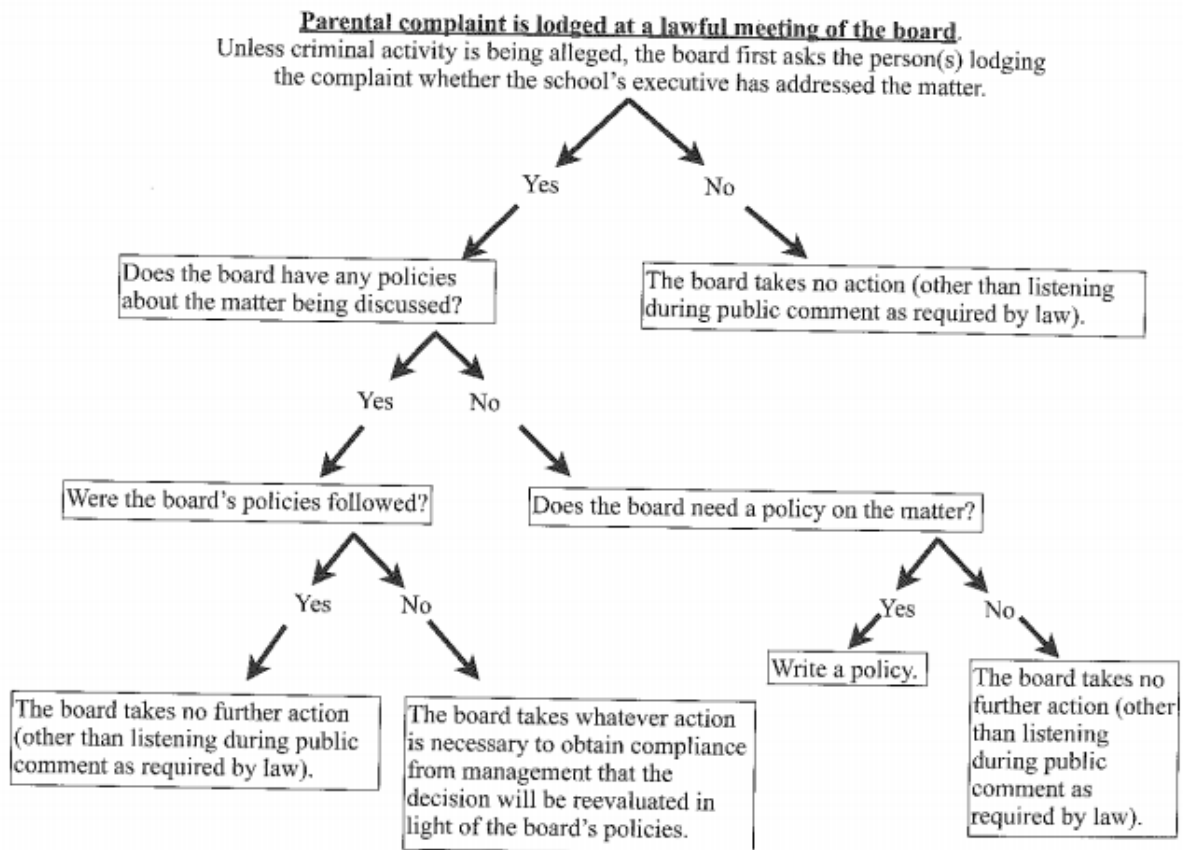 Parental complaint is lodged at a lawful meeting of the board.
Unless criminal activity is being alleged, the board first asks the person(s) lodging
the complaint whether the school's executive has addressed the matter.
Yes
No
Does the board have any policies
about the matter being discussed?
The board takes no action (other than listening
during public comment as required by law).
Yes
No
Were the board's policies followed?
Does the board need a policy on the matter?
Yes
No
Yes
No
The board takes no further action
(other than listening during public
comment as required by law).
The board takes whatever action
is necessary to obtain compliance
from management that the
decision will be reevaluated in
light of the board's policies.
Write a policy.
The board takes no
further action (other
than listening
during public
comment as
required by law).